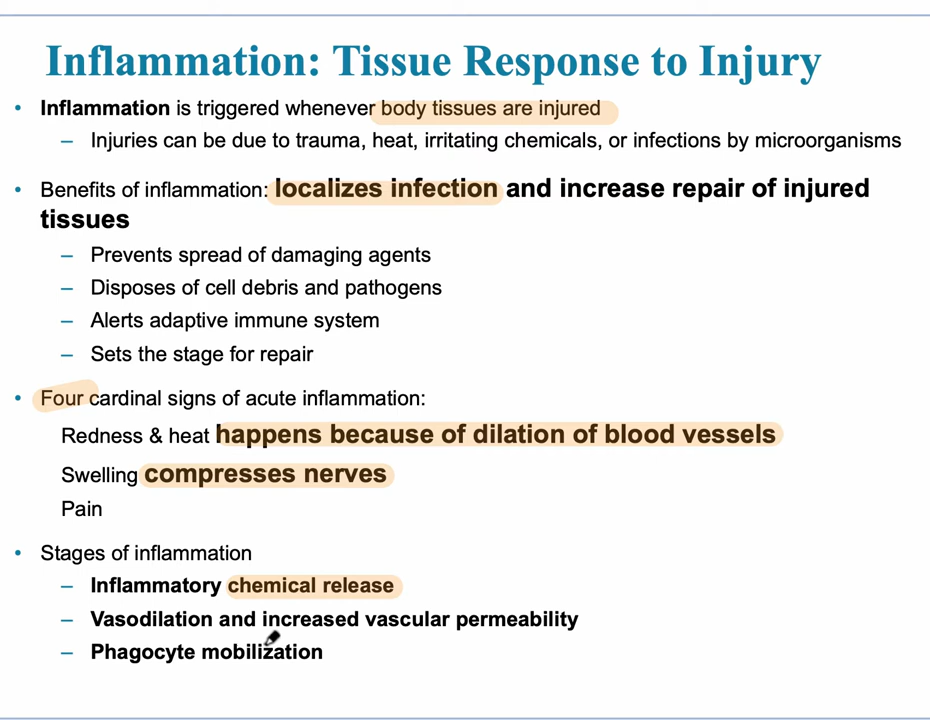 Inflammation: Tissue Response to Injury
• Inflammation is triggered whenever body tissues are injured
– Injuries can be due to trauma, heat, irritating chemicals, or infections by microorganisms
• Benefits of inflammation: localizes infection and increase repair of injured
tissues
– Prevents spread of damaging agents
– Disposes of cell debris and pathogens
– Alerts adaptive immune system
– Sets the stage for repair
• Four cardinal signs of acute inflammation:
Redness & heat happens because of dilation of blood vessels
Swelling compresses nerves
Pain
• Stages of inflammation
– Inflammatory chemical release
– Vasodilation and increased vascular permeability
– Phagocyte mobilization